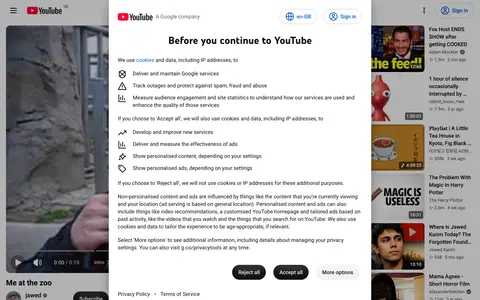 YouTube
GB
YouTube
A Google company
en-GB
Sign in
Sign in
Before you continue to YouTube
We use cookies and data, including IP addresses, to
Deliver and maintain Google services
Track outages and protect against spam, fraud and abuse
Measure audience engagement and site statistics to understand how our services are used and
enhance the quality of those services
If you choose to 'Accept all', we will also use cookies and data, including IP addresses, to
Develop and improve new services
Deliver and measure the effectiveness of ads
Show personalised content, depending on your settings
Show personalised ads, depending on your settings
If you choose to 'Reject all', we will not use cookies or IP addresses for these additional purposes.
Non-personalised content and ads are influenced by things like the content that you're currently viewing
and your location (ad serving is based on general location). Personalised content and ads can also
include things like video recommendations, a customised YouTube homepage and tailored ads based on
past activity, like the videos that you watch and the things that you search for on YouTube. We also use
cookies and data to tailor the experience to be age-appropriate, if relevant.
Select 'More options' to see additional information, including details about managing your privacy
settings. You can also visit g.co/privacytools at any time.
Reject all
Accept all
More options
Privacy Policy
Terms of Service
0:00 / 0:19
Me at the zoo
jawed
Subscribe
the feed
Fox Host ENDS
SHOW after
getting COOKED
Adam Mockler
1:00:01
1 hour of silence
occasionally
interrupted by ...
4:59:25
Playlist | A Little
Tea House in
Kyoto, Fig Black ...
308k • 3 wk ago
MAGIC IS
USELESS
The Problem With
Magic in Harry
Potter
Where is Jawed
Karim Today?
The Forgotten
Found...
Mama Agnes -
Short Horror Film